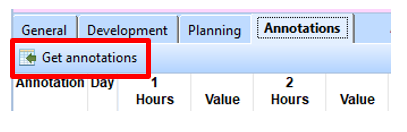 General Development Planning Annotations
Get annotations
Annotation Day 1 2
Hours Value Hours Value